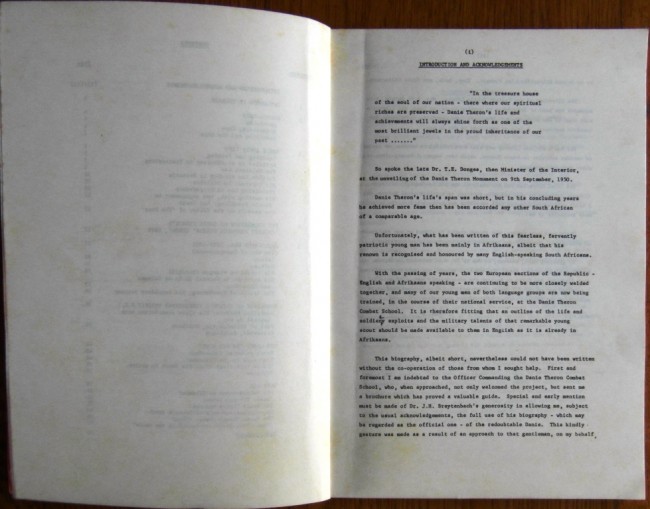 (i)
INTRODUCTION AND ACKNOWLEDGEMENTS
"In the treasure house
of the soul of our nation - there where our spiritual
riches are preserved - Danie Theron's life and
achievements will always shine forth as one of the
most brilliant jewels in the proud inheritance of our
past ......."
So spoke the late Dr. T.E. Donges, then Minister of the Interior,
at the unveiling of the Danie Theron Monument on 9th September, 1950.
Danie Theron's life's span was short, but in his concluding years
he achieved more fame than has been accorded any other South African
of a comparable age.
Unfortunately, what has been written of this fearless, fervently
patriotic young man has been mainly in Afrikaans, albeit that his
renown is recognised and honoured by many English-speaking South Africans.
With the passing of years, the two European sections of the Republic -
English and Afrikaans speaking - are continuing to be more closely welded
together, and many of our young men of both language groups are now being
trained, in the course of their national service, at the Danie Theron
Combat School. It is therefore fitting that an outline of the life and
exploits and the military talents of that remarkable young
scout should be made available to them in English as it is already in
Afrikaans.
This biography, albeit short, nevertheless could not have been written
without the co-operation of those from whom I sought help. First and
foremost I am indebted to the Officer Commanding the Danie Theron Combat
School, who, when approached, not only welcomed the project, but sent me
a brochure which has proved a valuable guide. Special and early mention
must be made of Dr. J.H. Breytenbach's generosity in allowing me, subject
to the usual acknowledgements, the full use of his biography - which may
be regarded as the official one - of the redoubtable Danie. This kindly
gesture was made as a result of an approach to that gentleman, on my behalf,